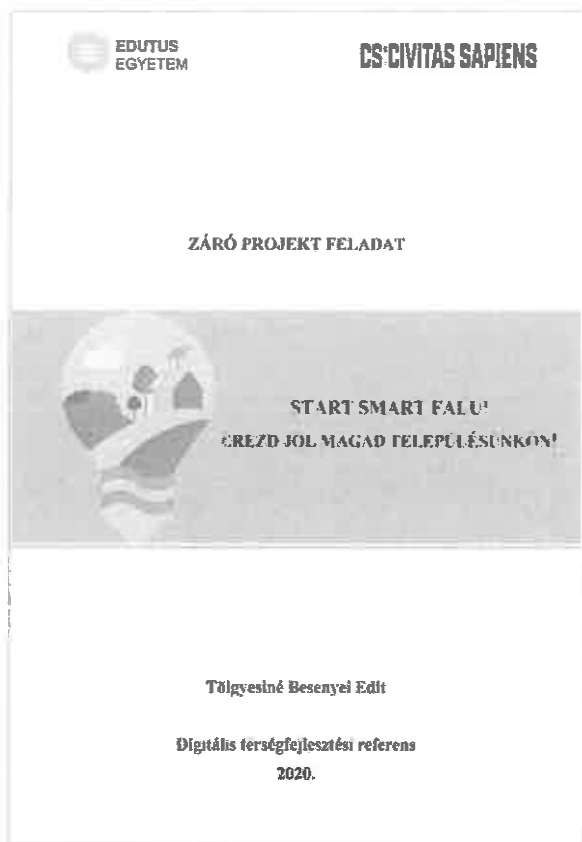 EDUTUS
EGYETEM
CS:CIVITAS SAPIENS
ZÁRÓ PROJEKT FELADAT
START SMART FALU!
ÉREZD JÓL MAGAD TELEPÜLÉSÜNKÖN!
Tölgyesiné Besenyei Edit
Digitális térségfejlesztési referens
2020.